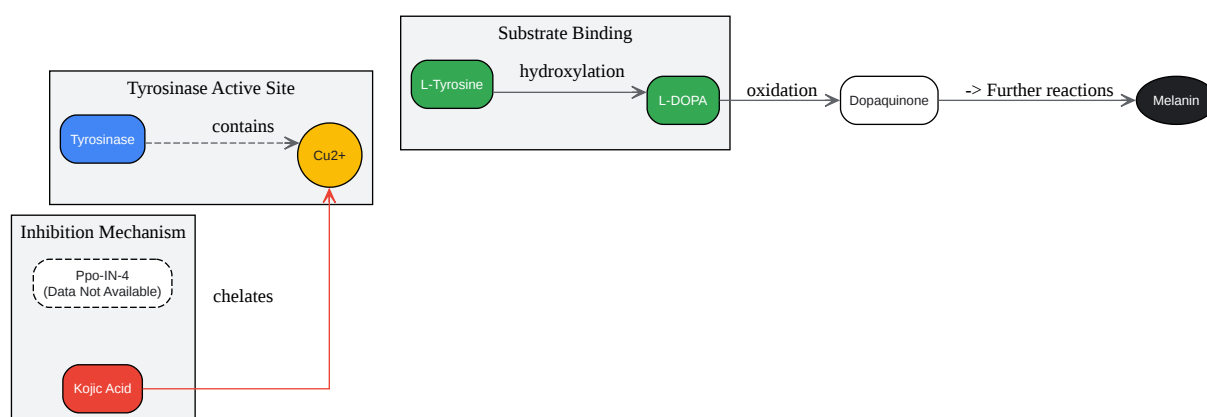 Substrate Binding
L-Tyrosine
hydroxylation
L-DOPA
oxidation
Dopaquinone
-> Further reactions
Melanin
Tyrosinase Active Site
Tyrosinase
contains
Cu2+
Inhibition Mechanism
Ppo-IN-4
(Data Not Available)
chelates
Kojic Acid